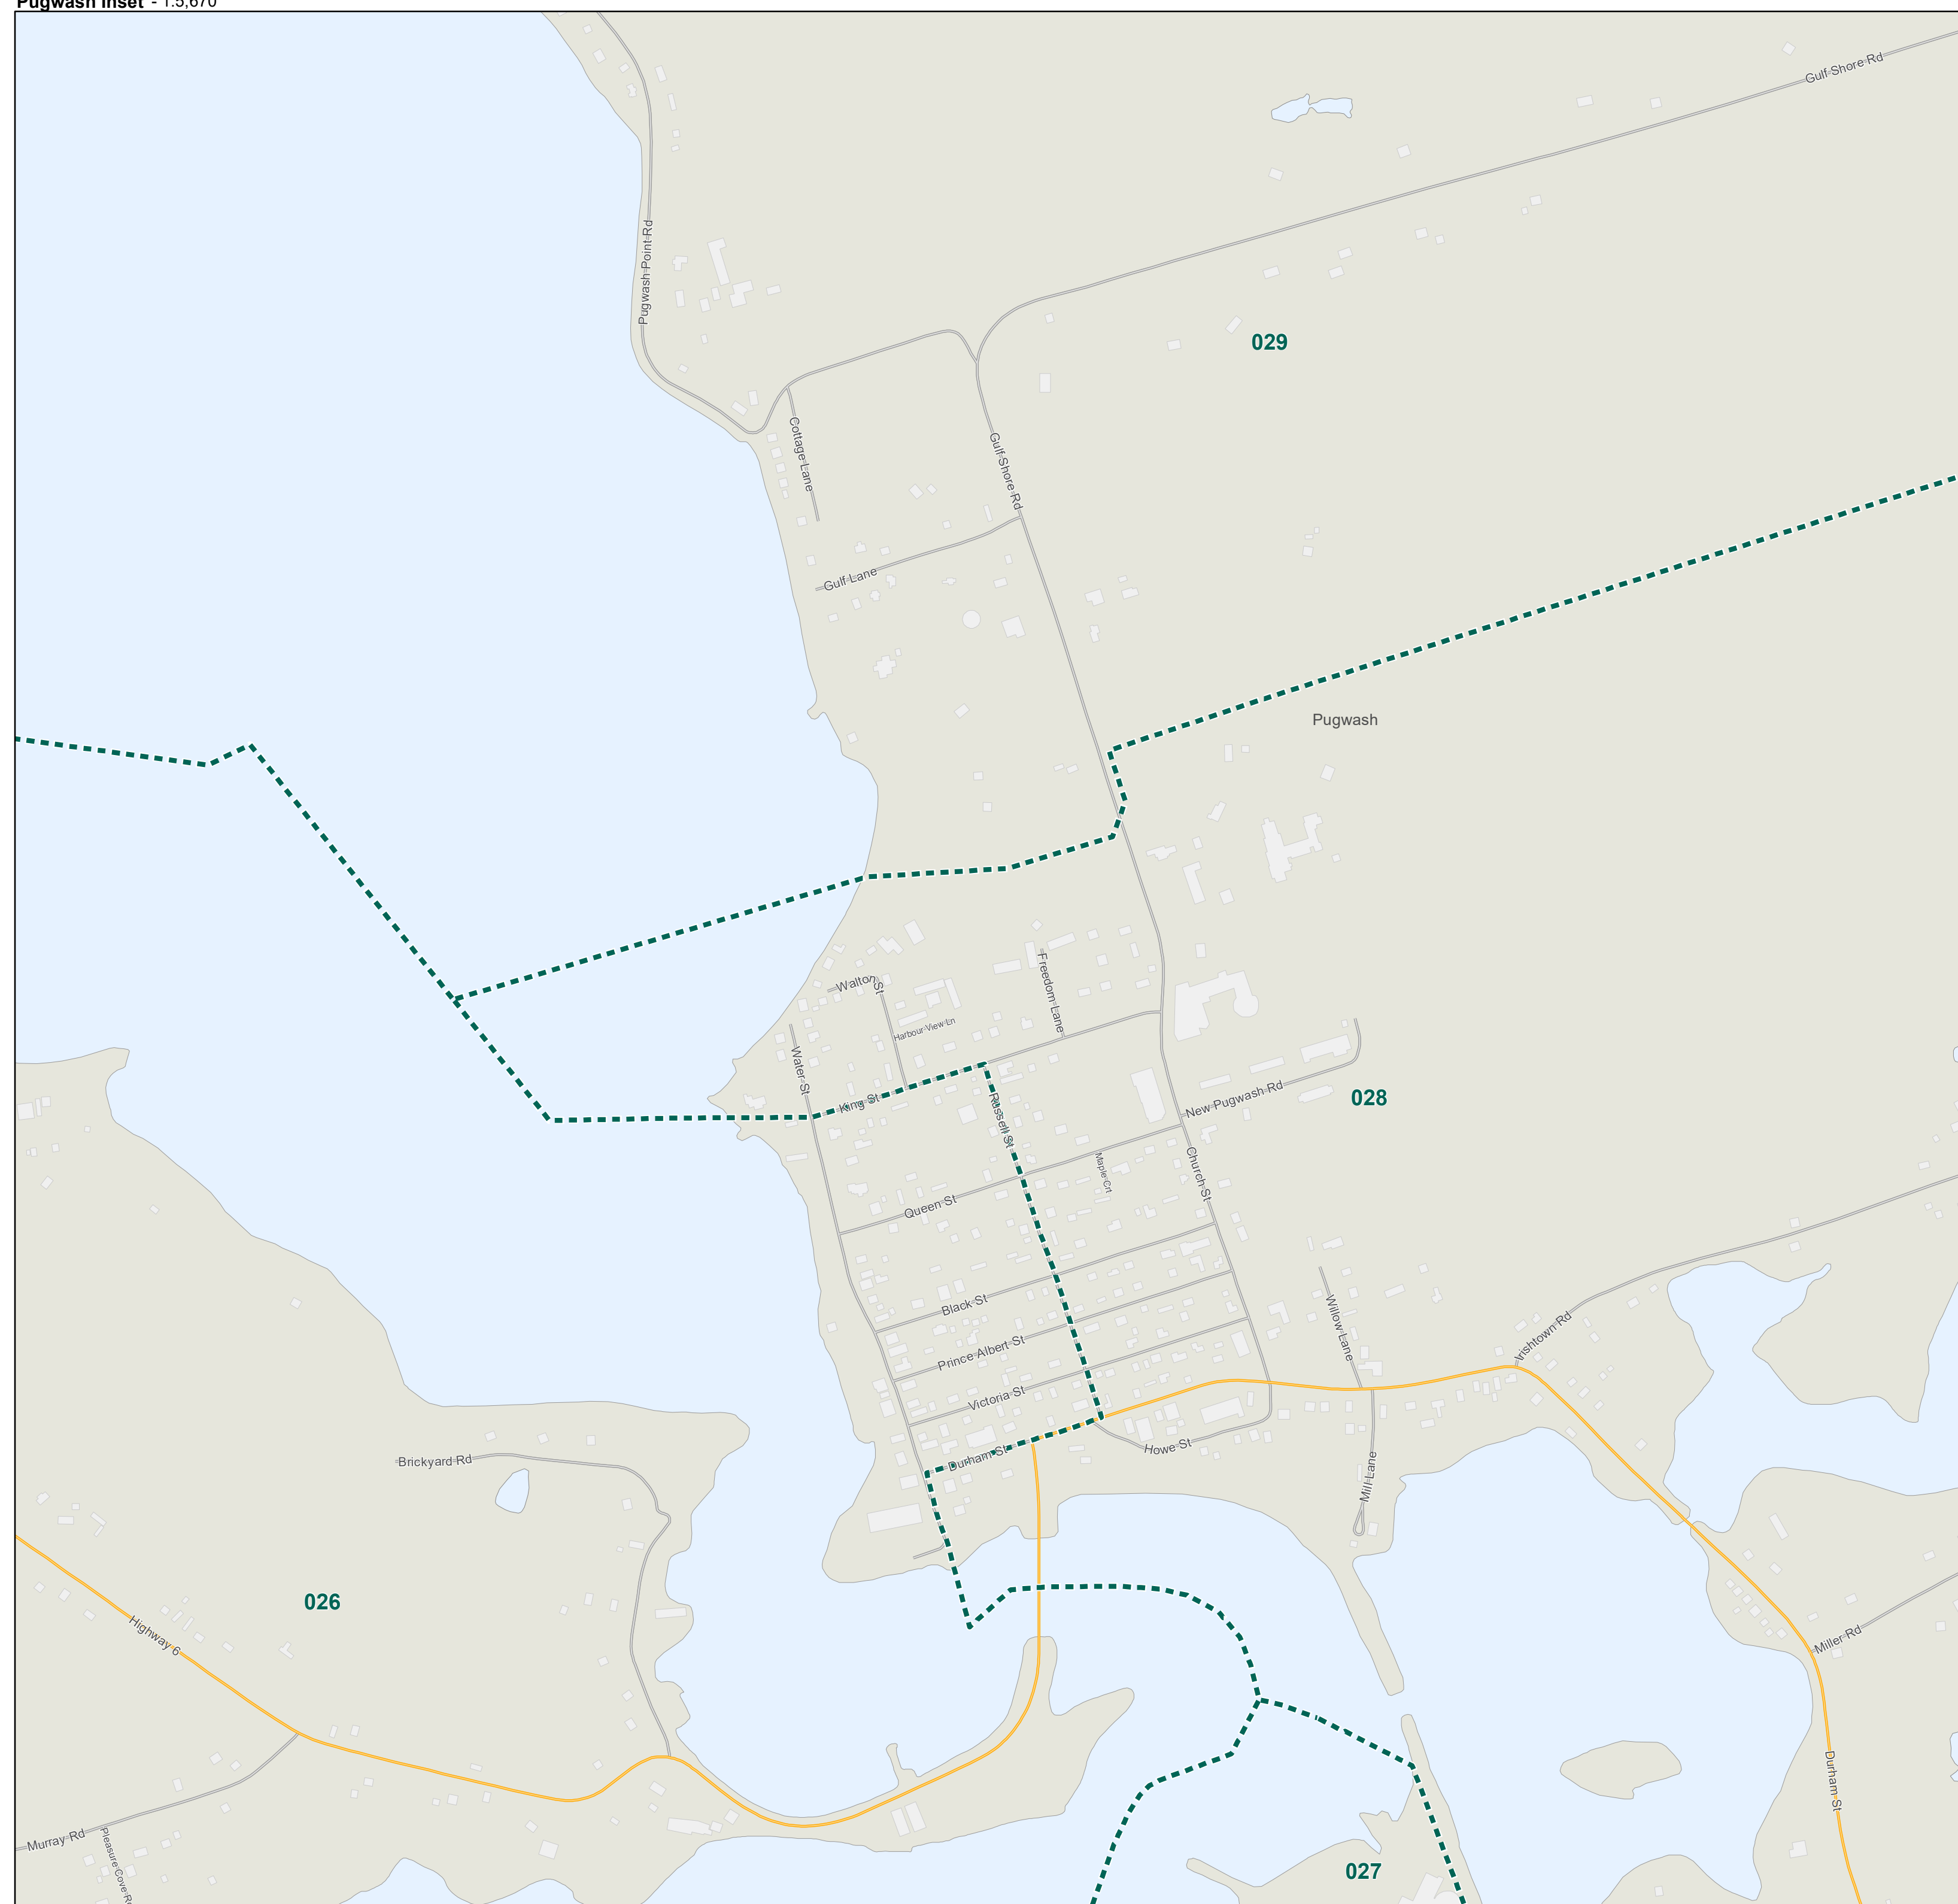 Pugwash Inset - 1:5,670
Gulf Shore Rd
Pugwash Point Rd
029
Cottage Lane
Gulf Shore Rd
Gulf Lane
Pugwash
Walton St
Freedom Lane
Harbour View Ln
Water St
King St
Russell St
New Pugwash Rd
028
Maple Crt
Church St
Queen St
Black St
Willow Lane
Irishtown Rd
Prince Albert St
Victoria St
Durham St
Howe St
Brickyard Rd
Mill Lane
026
Highway 6
Miller Rd
Durham St
Murray Rd
Pleasure Cove Rd
027